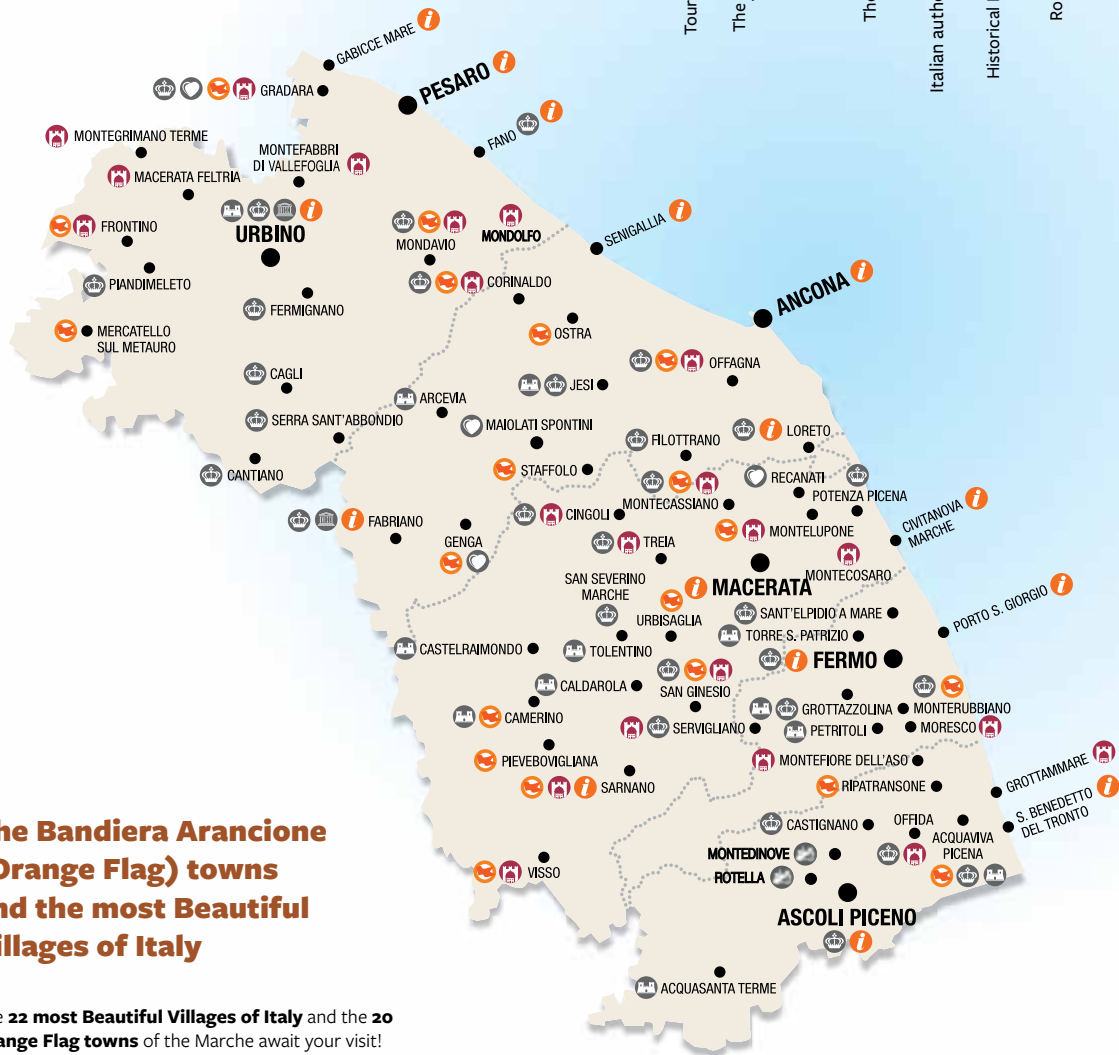 Tour
The
The
Italian autho
Historical
Ro
GABICCE MARE i
PESARO i
GRADARA
FANO i
MONTEGRIMANO TERME
MONTEFABBRI
DI VALLEFOGLIA
MACERATA FELTRIA
i
URBINO
FRONTINO
MONDAVIO
MONDOLFO
SENIGALLIA i
PIANDIMELETO
CORINALDO
ANCONA i
FERMIGNANO
MERCATELLO
SUL METAURO
OSTRA
OFFAGNA
CAGLI
JESI
ARCEVIA
SERRA SANT'ABBONDIO
MAIOLATI SPONTINI
FILOTTRANO
i LORETO
CANTIANO
STAFFOLO
RECANATI
POTENZA PICENA
MONTECASSIANO
i FABRIANO
CINGOLI
MONTELUPONE
CIVITANOVA
MARCHE i
GENGA
TREIA
MONTECOSARO
SAN SEVERINO
MARCHE
i MACERATA
URBISAGLIA
SANT'ELPIDIO A MARE
PORTO S. GIORGIO i
TORRE S. PATRIZIO
CASTELRAIMONDO
TOLENTINO
i FERMO
CALDAROLA
SAN GINESIO
GROTTAZZOLINA
MONTERUBBIANO
CAMERINO
SERVIGLIANO
PETRITOLI
MORESCO
PIEVEBOVIGLIANA
MONTEFIORE DELL'ASO
i SARNANO
RIPATRANSONE
GROTTAMMARE
S. BENEDETTO
DEL TRONTO i
CASTIGNANO
OFFIDA
ACQUAVIVA
PICENA
MONTEDINOVE
VISSO
ROTELLA
ASCOLI PICENO
i
ACQUASANTA TERME
he Bandiera Arancione
Orange Flag) towns
nd the most Beautiful
illages of Italy
e 22 most Beautiful Villages of Italy and the 20
ange Flag towns of the Marche await your visit!